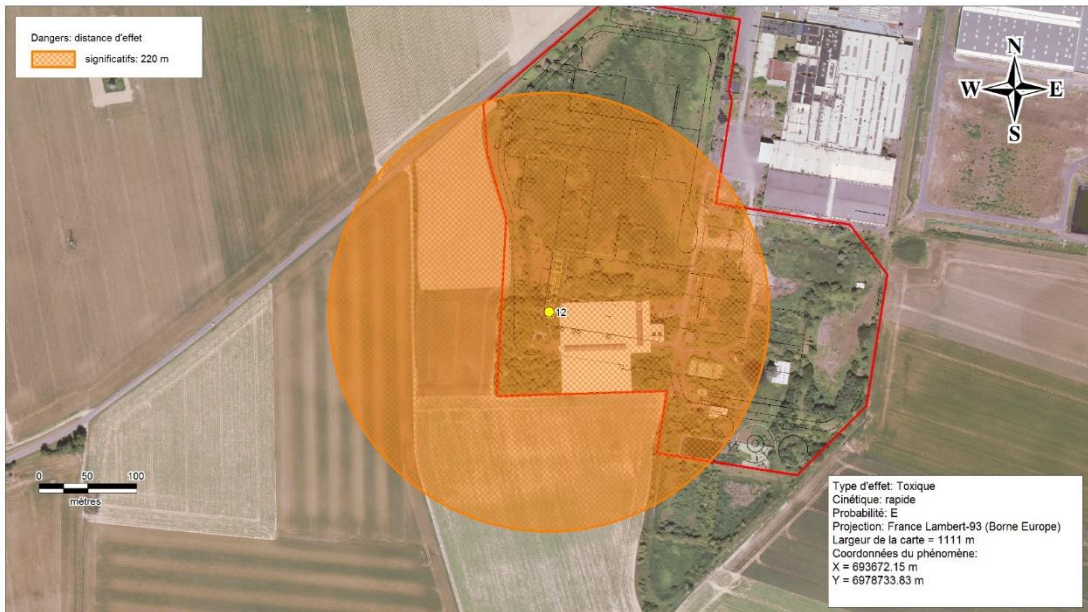 Dangers: distance d'effet
significatifs: 220 m
N
W E
S
12
0 50 100
mètres
Type d'effet: Toxique
Cinétique: rapide
Probabilité: E
Projection: France Lambert-93 (Borne Europe)
Largeur de la carte = 1111 m
Coordonnées du phénomène:
X = 693672.15 m
Y = 6978733.83 m